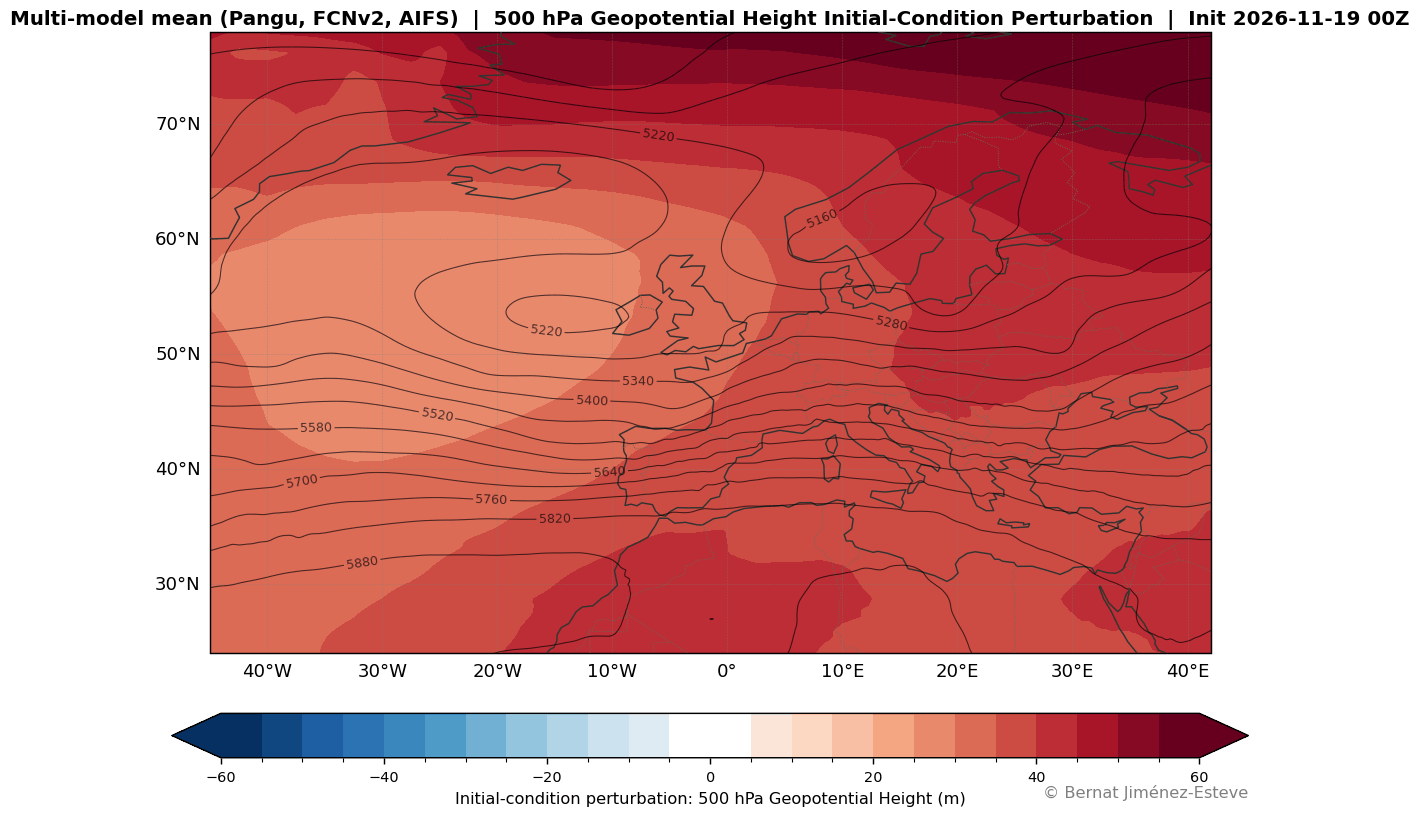 Multi-model mean (Pangu, FCNv2, AIFS)  |  500 hPa Geopotential Height Initial-Condition Perturbation  |  Init 2026-11-19 00Z
70°N
60°N
50°N
40°N
30°N
5220
5160
5220
5280
5340
5400
5520
5580
5640
5700
5760
5820
5880
40°W 30°W 20°W 10°W 0° 10°E 20°E 30°E 40°E
−60 −40 −20 0 20 40 60
Initial-condition perturbation: 500 hPa Geopotential Height (m)
© Bernat Jiménez-Esteve